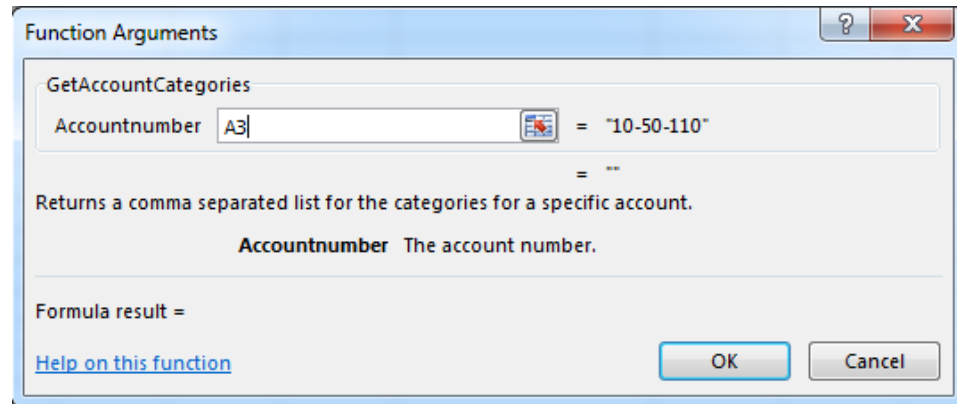 Function Arguments
GetAccountCategories
Accountnumber A3 = "10-50-110"
= ""
Returns a comma separated list for the categories for a specific account.
Accountnumber The account number.
Formula result =
Help on this function
OK Cancel